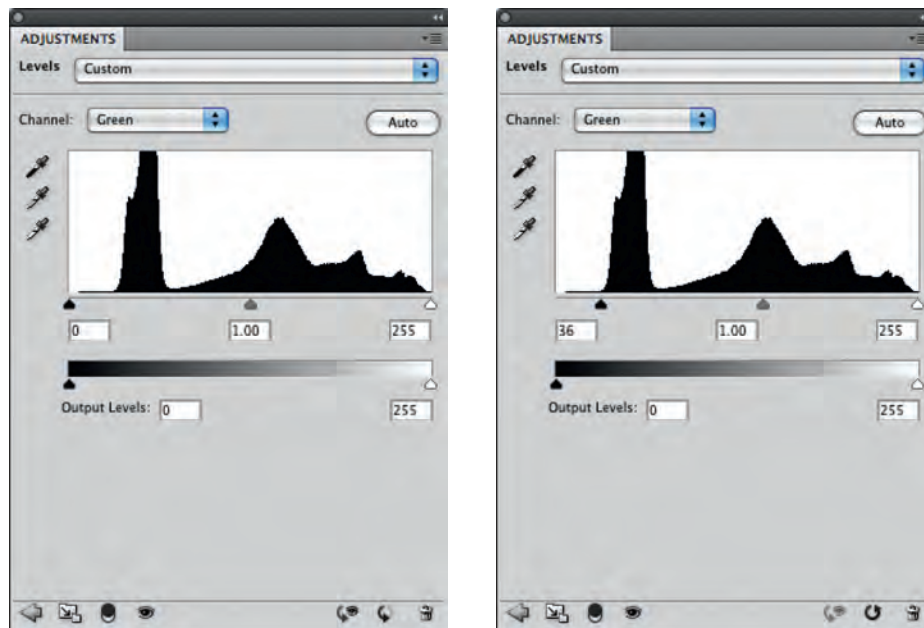 ADJUSTMENTS
Levels Custom
Channel: Green Auto
0 1.00 255
Output Levels: 0 255
ADJUSTMENTS
Levels Custom
Channel: Green Auto
36 1.00 255
Output Levels: 0 255